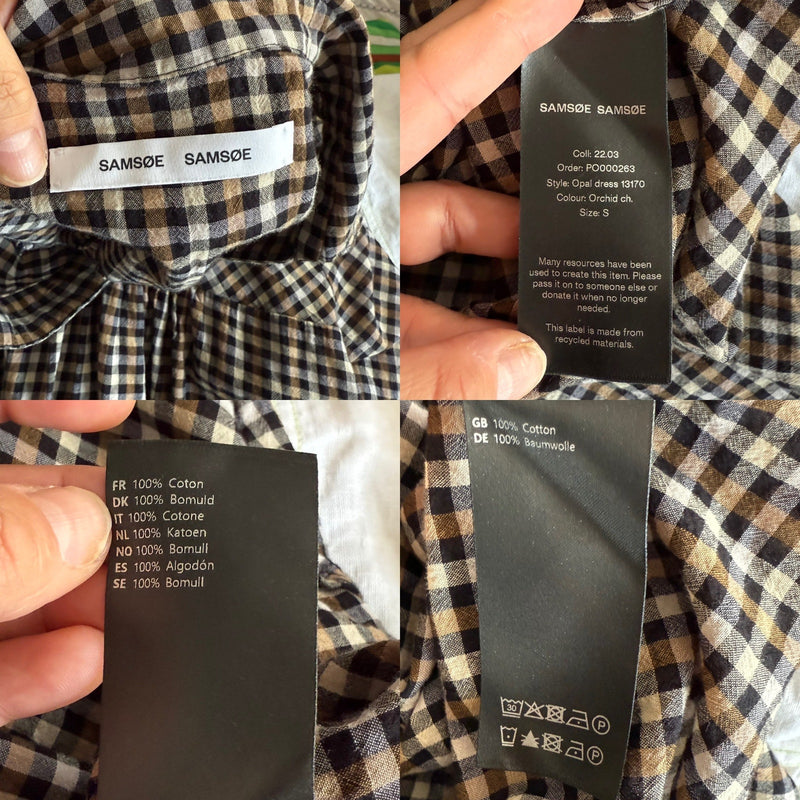 SAMSØE SAMSØE
SAMSØE SAMSØE
Coll: 22.03
Order: PO000263
Style: Opal dress 13170
Colour: Orchid ch.
Size: S
Many resources have been
used to create this item. Please
pass it on to someone else or
donate it when no longer
needed.
This label is made from
recycled materials.
FR 100% Coton
DK 100% Bomuld
IT 100% Cotone
NL 100% Katoen
NO 100% Bomull
ES 100% Algodón
SE 100% Bomull
GB 100% Cotton
DE 100% Baumwolle
30 P
P